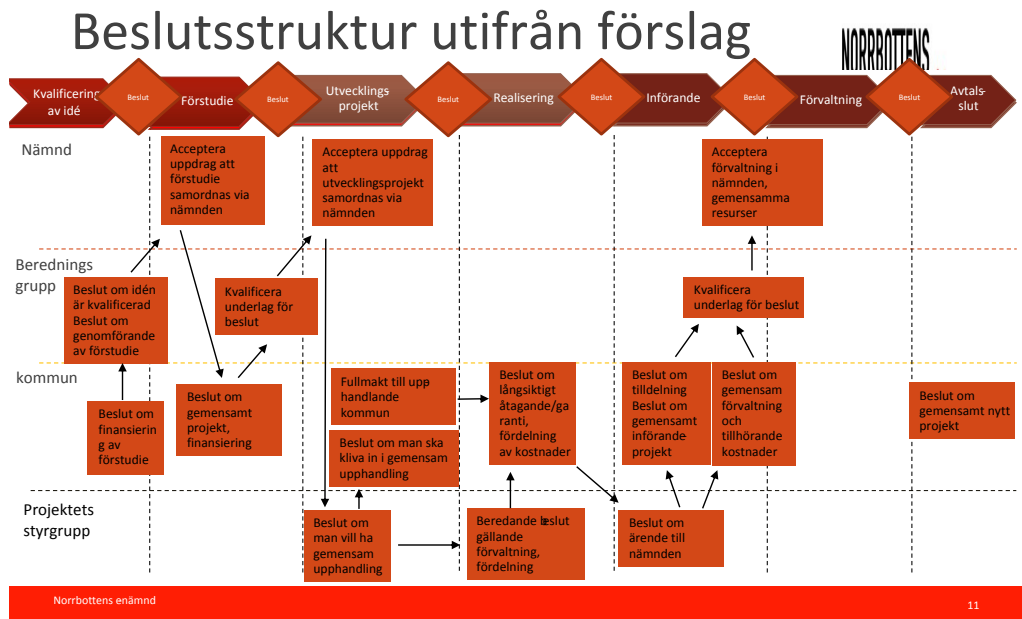 Beslutsstruktur utifrån förslag
NORRBOTTENS
Kvalificering
av idé
Beslut
Förstudie
Beslut
Utvecklings
projekt
Beslut
Realisering
Beslut
Införande
Beslut
Förvaltning
Beslut
Avtals-
slut
Nämnd
Acceptera
uppdrag att
förstudie
samordnas via
nämnden
Acceptera uppdrag
att
utvecklingsprojekt
samordnas via
nämnden
Acceptera
förvaltning i
nämnden,
gemensamma
resurser
Berednings
grupp
Beslut om idén
är kvalificerad
Beslut om
genomförande
av förstudie
Kvalificera
underlag för
beslut
Kvalificera
underlag för beslut
kommun
Beslut om
finansierin
g av
förstudie
Beslut om
gemensamt
projekt,
finansiering
Fullmakt till upp
handlande
kommun
Beslut om man ska
kliva in i gemensam
upphandling
Beslut om
långsiktigt
åtagande/ga
ranti,
fördelning
av kostnader
Beslut om
tilldelning
Beslut om
gemensamt
införande
projekt
Beslut om
gemensam
förvaltning
och
tillhörande
kostnader
Beslut om
gemensamt nytt
projekt
Projektets
styrgrupp
Beslut om
man vill ha
gemensam
upphandling
Beredande beslut
gällande
förvaltning,
fördelning
Beslut om
ärende till
nämnden
Norrbottens enämnd
11